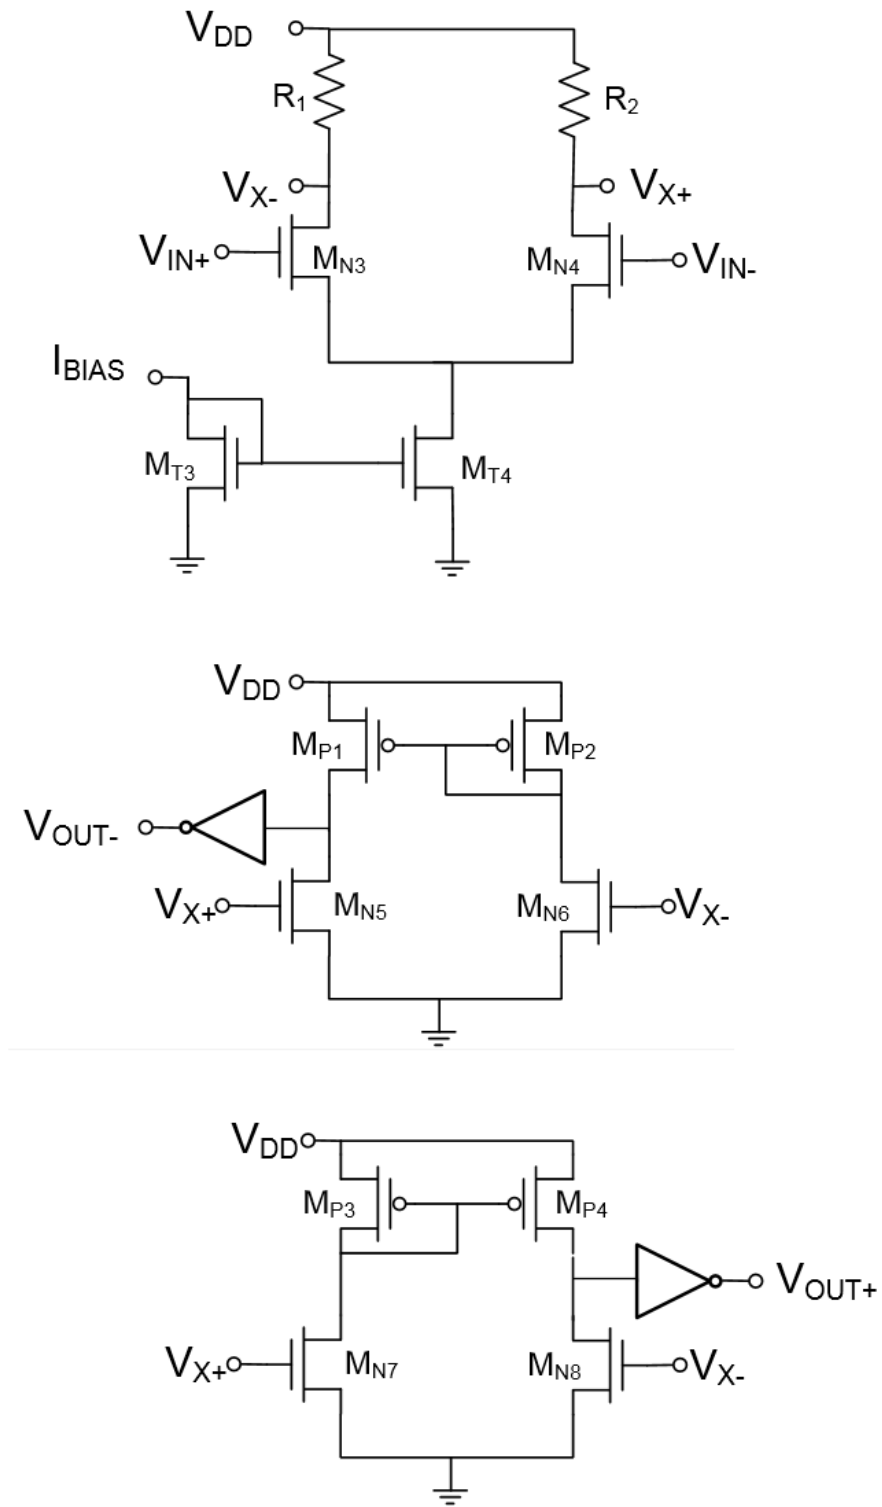 VDD
R1
R2
VX-
VX+
VIN+
MN3
MN4
VIN-
IBIAS
MT3
MT4
VDD
MP1
MP2
VOUT-
VX+
MN5
MN6
VX-
VDD
MP3
MP4
VOUT+
VX+
MN7
MN8
VX-